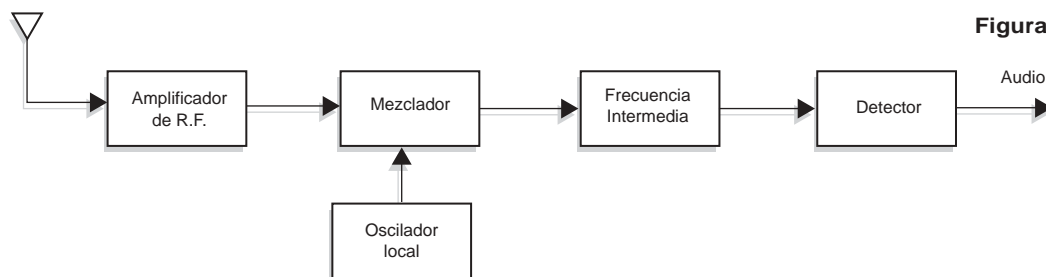 Figura
Amplificador
de R.F.
Mezclador
Frecuencia
Intermedia
Detector
Audio
Oscilador
local